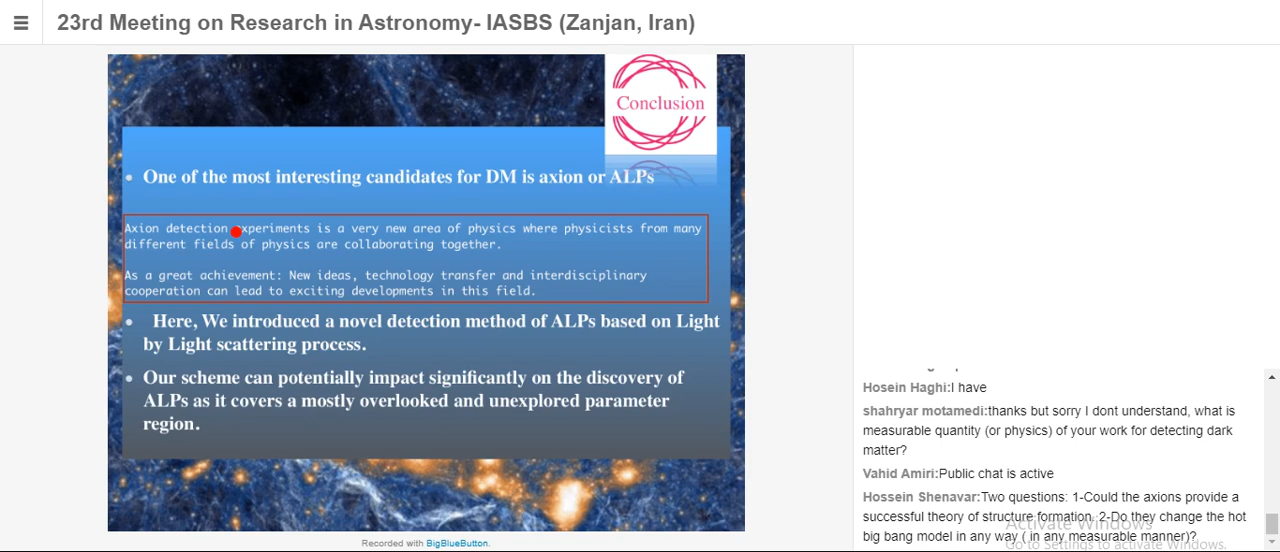 23rd Meeting on Research in Astronomy- IASBS (Zanjan, Iran)
Conclusion
• One of the most interesting candidates for DM is axion or ALPs
Axion detection experiments is a very new area of physics where physicists from many
different fields of physics are collaborating together.
As a great achievement: New ideas, technology transfer and interdisciplinary
cooperation can lead to exciting developments in this field.
• Here, We introduced a novel detection method of ALPs based on Light
by Light scattering process.
• Our scheme can potentially impact significantly on the discovery of
ALPs as it covers a mostly overlooked and unexplored parameter
region.
Recorded with BigBlueButton.
Hosein Haghi:I have
shahryar motamedi:thanks but sorry I dont understand, what is
measurable quantity (or physics) of your work for detecting dark
matter?
Vahid Amiri:Public chat is active
Hossein Shenavar:Two questions: 1-Could the axions provide a
successful theory of structure formation. 2-Do they change the hot
big bang model in any way ( in any measurable manner)?
Activate Windows
Go to Settings to activate Windows.